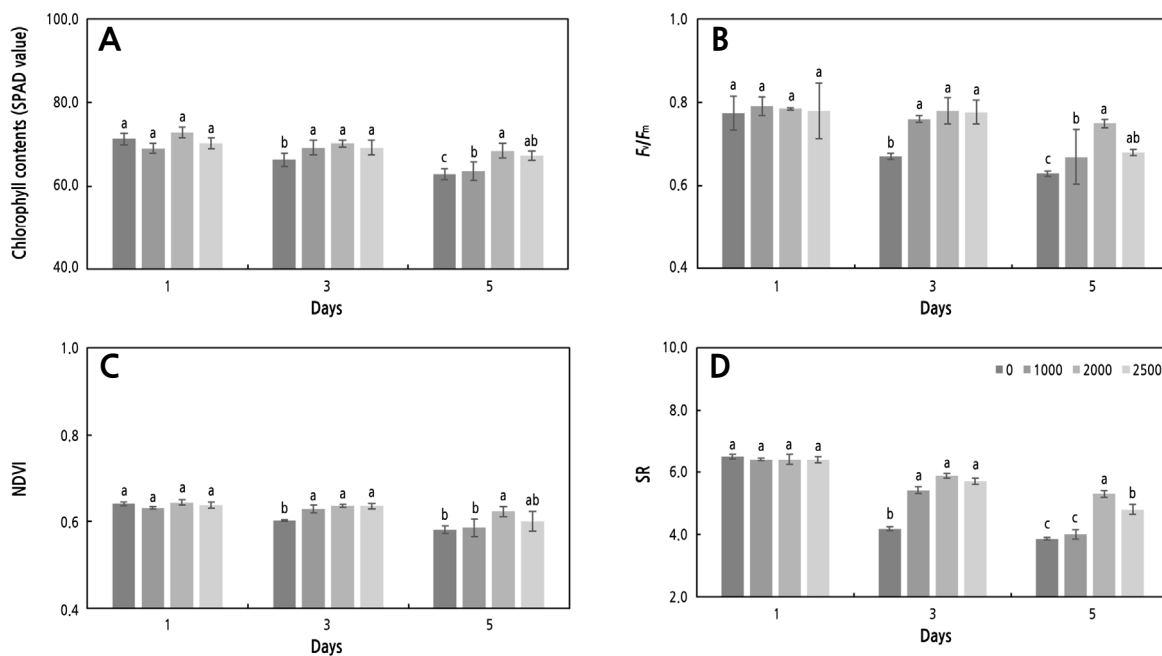 A
Chlorophyll contents (SPAD value)
100.0
80.0
60.0
40.0
a a a a
b a a a
c b a ab
1 3 5
Days
B
Fv/Fm
1.0
0.8
0.6
0.4
a a a a
b a a a
c b a ab
1 3 5
Days
C
NDVI
1.0
0.8
0.6
0.4
a a a a
b a a a
b b a ab
1 3 5
Days
D
0 1000 2000 2500
SR
10.0
8.0
6.0
4.0
2.0
a a a a
b a a a
c c a b
1 3 5
Days